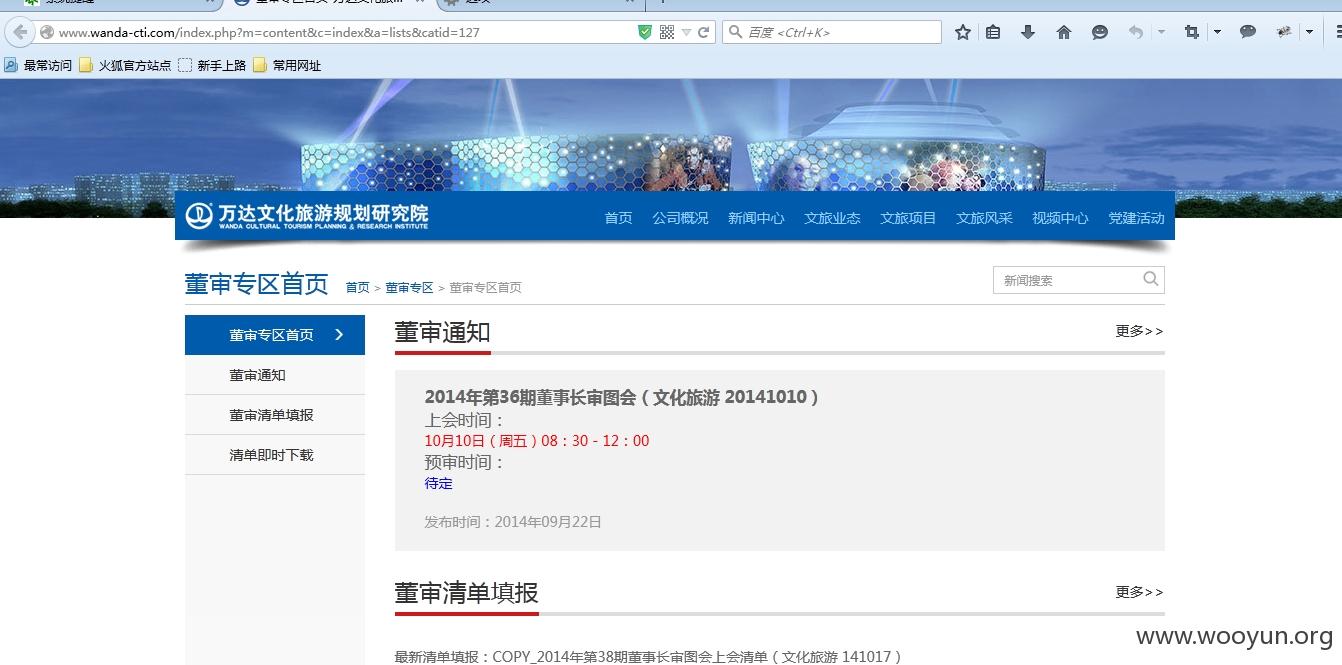 www.wanda-cti.com/index.php?m=content&c=index&a=lists&catid=127
百度 <Ctrl+K>
最常访问 火狐官方站点 新手上路 常用网址
万达文化旅游规划研究院
WANDA CULTURAL TOURISM PLANNING & RESEARCH INSTITUTE
首页 公司概况 新闻中心 文旅业态 文旅项目 文旅风采 视频中心 党建活动
董审专区首页 首页 > 董审专区 > 董审专区首页
新闻搜索
董审专区首页
董审通知
董审清单填报
清单即时下载
董审通知 更多>>
2014年第36期董事长审图会（文化旅游 20141010）
上会时间：
10月10日（周五）08：30 - 12：00
预审时间：
待定
发布时间：2014年09月22日
董审清单填报 更多>>
最新清单填报：COPY_2014年第38期董事长审图会上会清单（文化旅游 141017）
www.wooyun.org